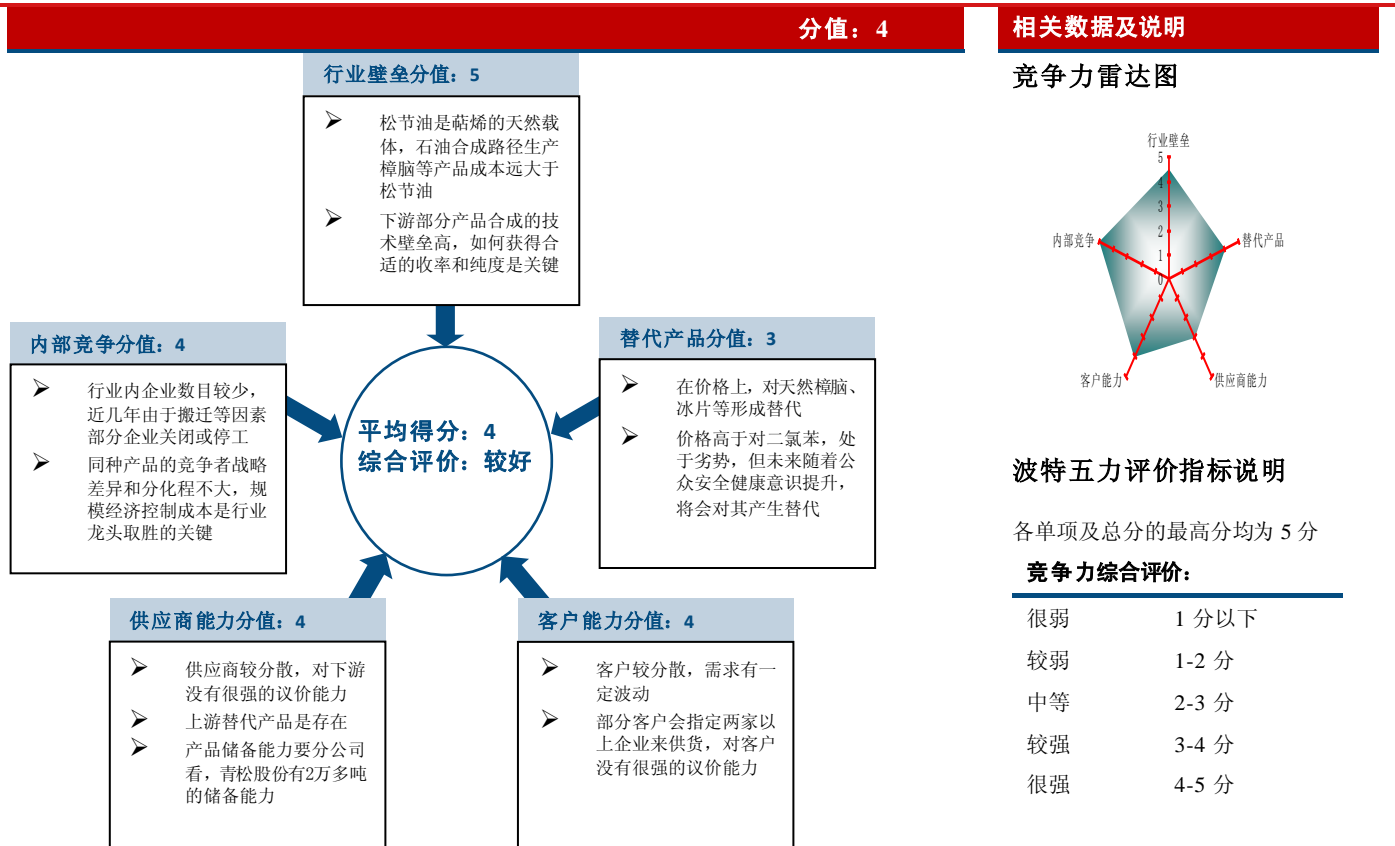 分值：4
行业壁垒分值：5
松节油是萜烯的天然载
体，石油合成路径生产
樟脑等产品成本远大于
松节油
下游部分产品合成的技
术壁垒高，如何获得合
适的收率和纯度是关键
内部竞争分值：4
行业内企业数目较少，
近几年由于搬迁等因素
部分企业关闭或停工
同种产品的竞争者战略
差异和分化程不大，规
模经济控制成本是行业
龙头取胜的关键
替代产品分值：3
在价格上，对天然樟脑、
冰片等形成替代
价格高于对二氯苯，处
于劣势，但未来随着公
众安全健康意识提升，
将会对其产生替代
平均得分：4
综合评价：较好
供应商能力分值：4
供应商较分散，对下游
没有很强的议价能力
上游替代产品是存在
产品储备能力要分公司
看，青松股份有2万多吨
的储备能力
客户能力分值：4
客户较分散，需求有一
定波动
部分客户会指定两家以
上企业来供货，对客户
没有很强的议价能力
相关数据及说明
竞争力雷达图
行业壁垒
5
4
3
2
1
0
内部竞争
替代产品
客户能力
供应商能力
波特五力评价指标说明
各单项及总分的最高分均为 5 分
竞争力综合评价：
很弱 1 分以下
较弱 1-2 分
中等 2-3 分
较强 3-4 分
很强 4-5 分